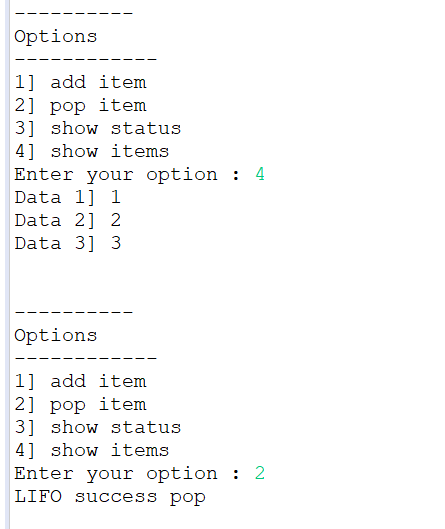 ----------
Options
------------
1] add item
2] pop item
3] show status
4] show items
Enter your option : 4
Data 1] 1
Data 2] 2
Data 3] 3
----------
Options
------------
1] add item
2] pop item
3] show status
4] show items
Enter your option : 2
LIFO success pop